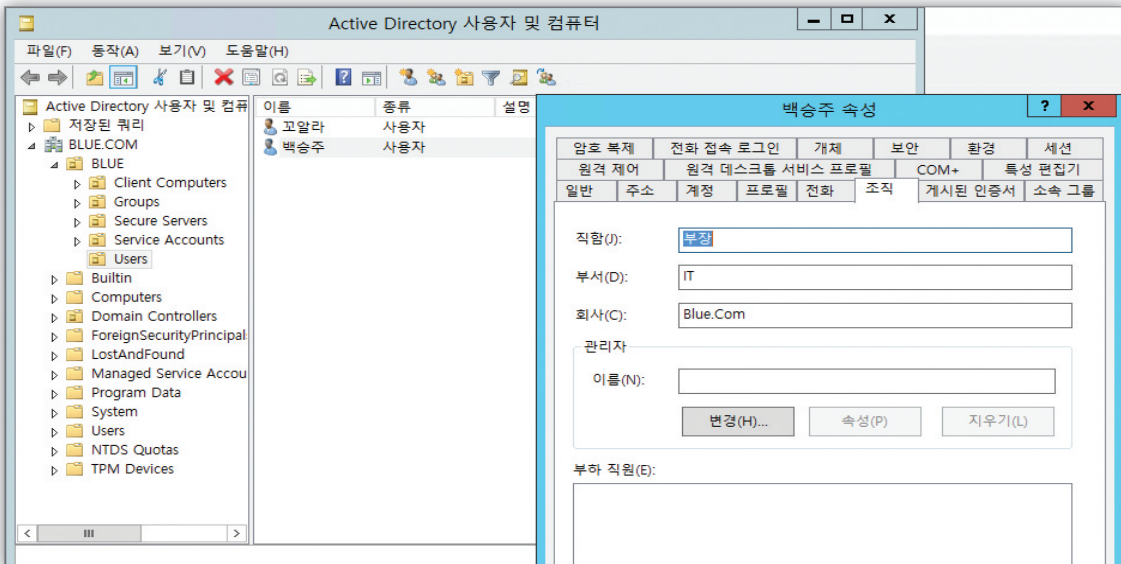 Active Directory 사용자 및 컴퓨터
파일(F) 동작(A) 보기(V) 도움말(H)
Active Directory 사용자 및 컴퓨
저장된 쿼리
BLUE.COM
BLUE
Client Computers
Groups
Secure Servers
Service Accounts
Users
Builtin
Computers
Domain Controllers
ForeignSecurityPrincipal
LostAndFound
Managed Service Accou
Program Data
System
Users
NTDS Quotas
TPM Devices
이름 종류 설명
꼬알라 사용자
백승주 사용자
백승주 속성
암호 복제 전화 접속 로그인 개체 보안 환경 세션
원격 제어 원격 데스크톱 서비스 프로필 COM+ 특성 편집기
일반 주소 계정 프로필 전화 조직 게시된 인증서 소속 그룹
직함(J): 부장
부서(D): IT
회사(C): Blue.Com
관리자
이름(N):
변경(H)... 속성(P) 지우기(L)
부하 직원(E):